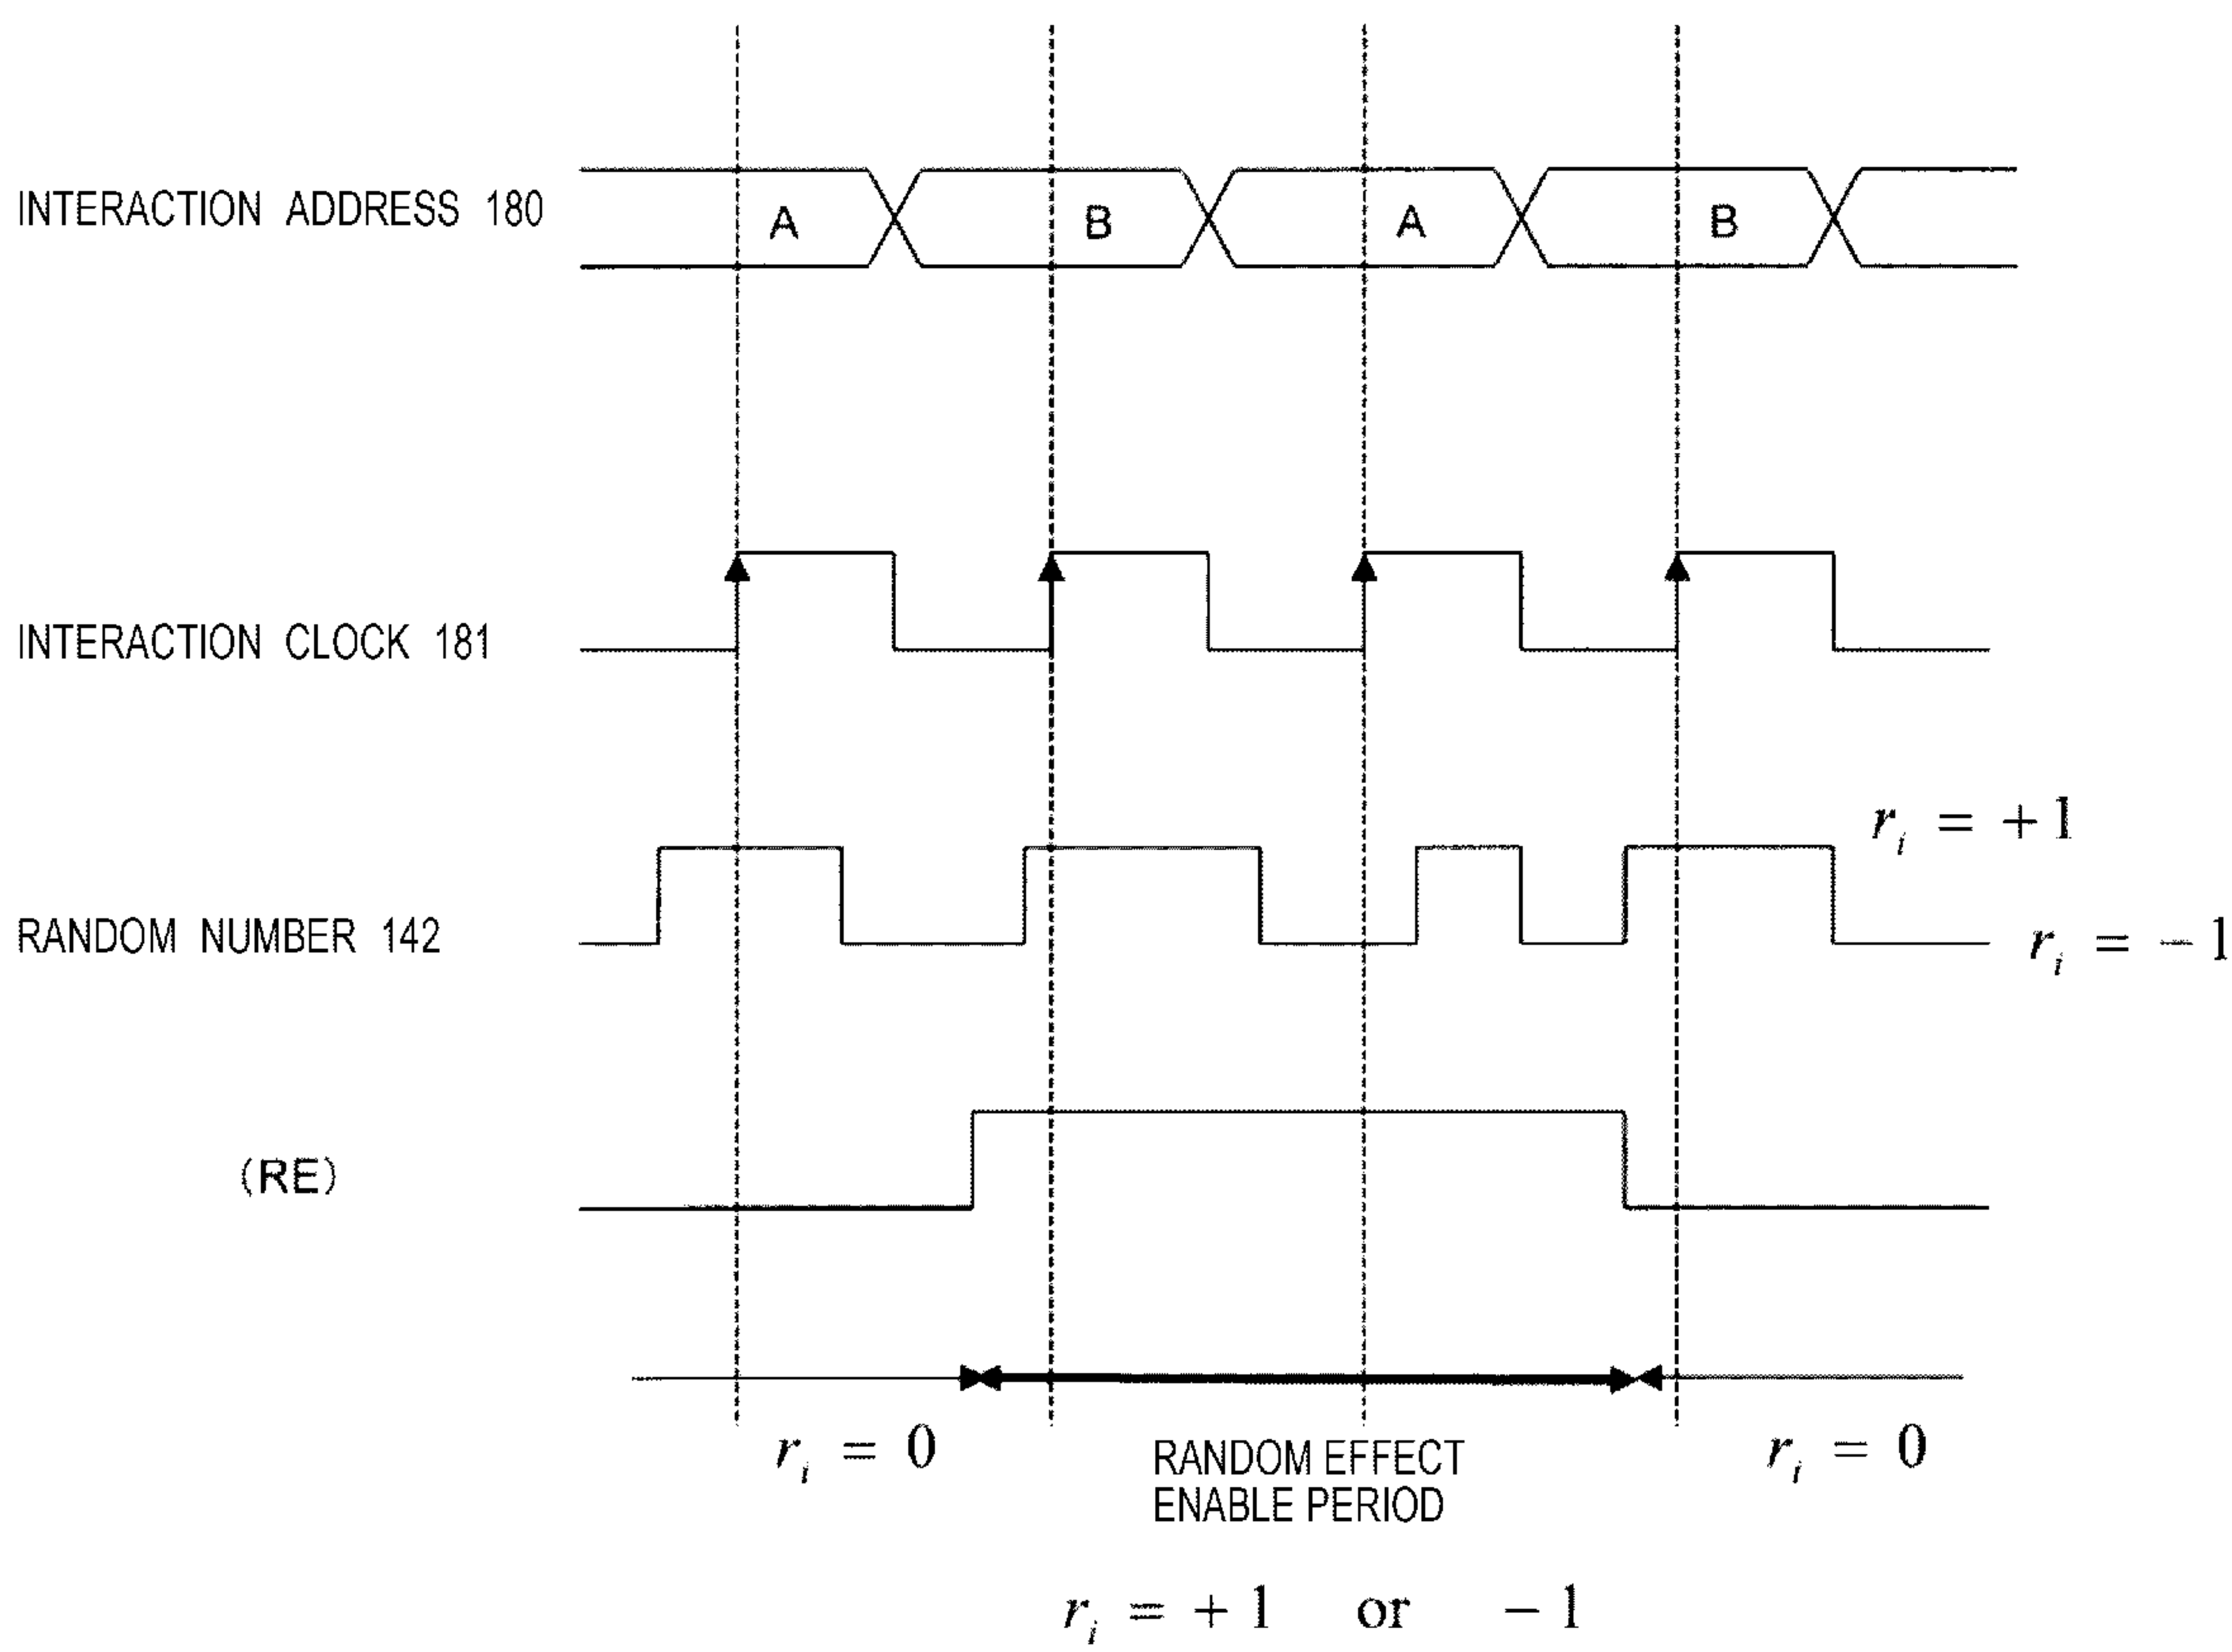 INTERACTION ADDRESS 180
A B A B
INTERACTION CLOCK 181
r_i = +1
RANDOM NUMBER 142
r_i = -1
(RE)
r_i = 0
RANDOM EFFECT
ENABLE PERIOD
r_i = 0
r_i = +1 or -1